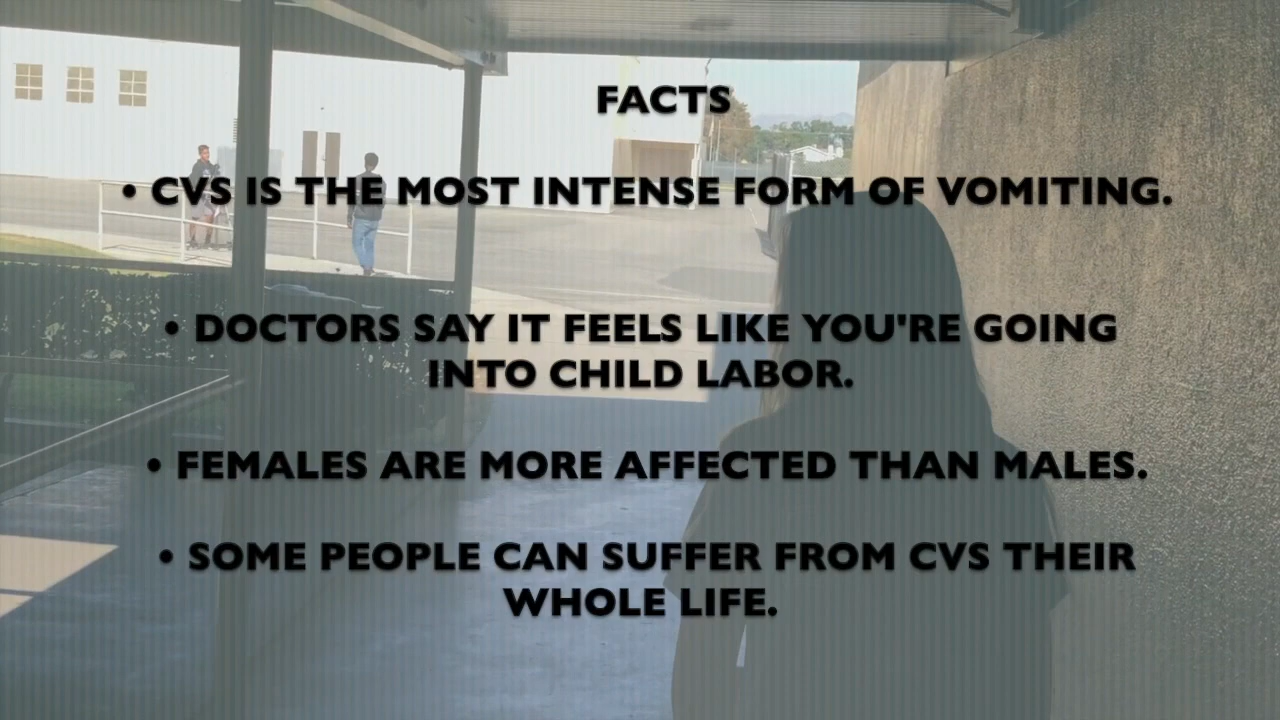 FACTS
• CVS IS THE MOST INTENSE FORM OF VOMITING.
• DOCTORS SAY IT FEELS LIKE YOU'RE GOING
INTO CHILD LABOR.
• FEMALES ARE MORE AFFECTED THAN MALES.
• SOME PEOPLE CAN SUFFER FROM CVS THEIR
WHOLE LIFE.